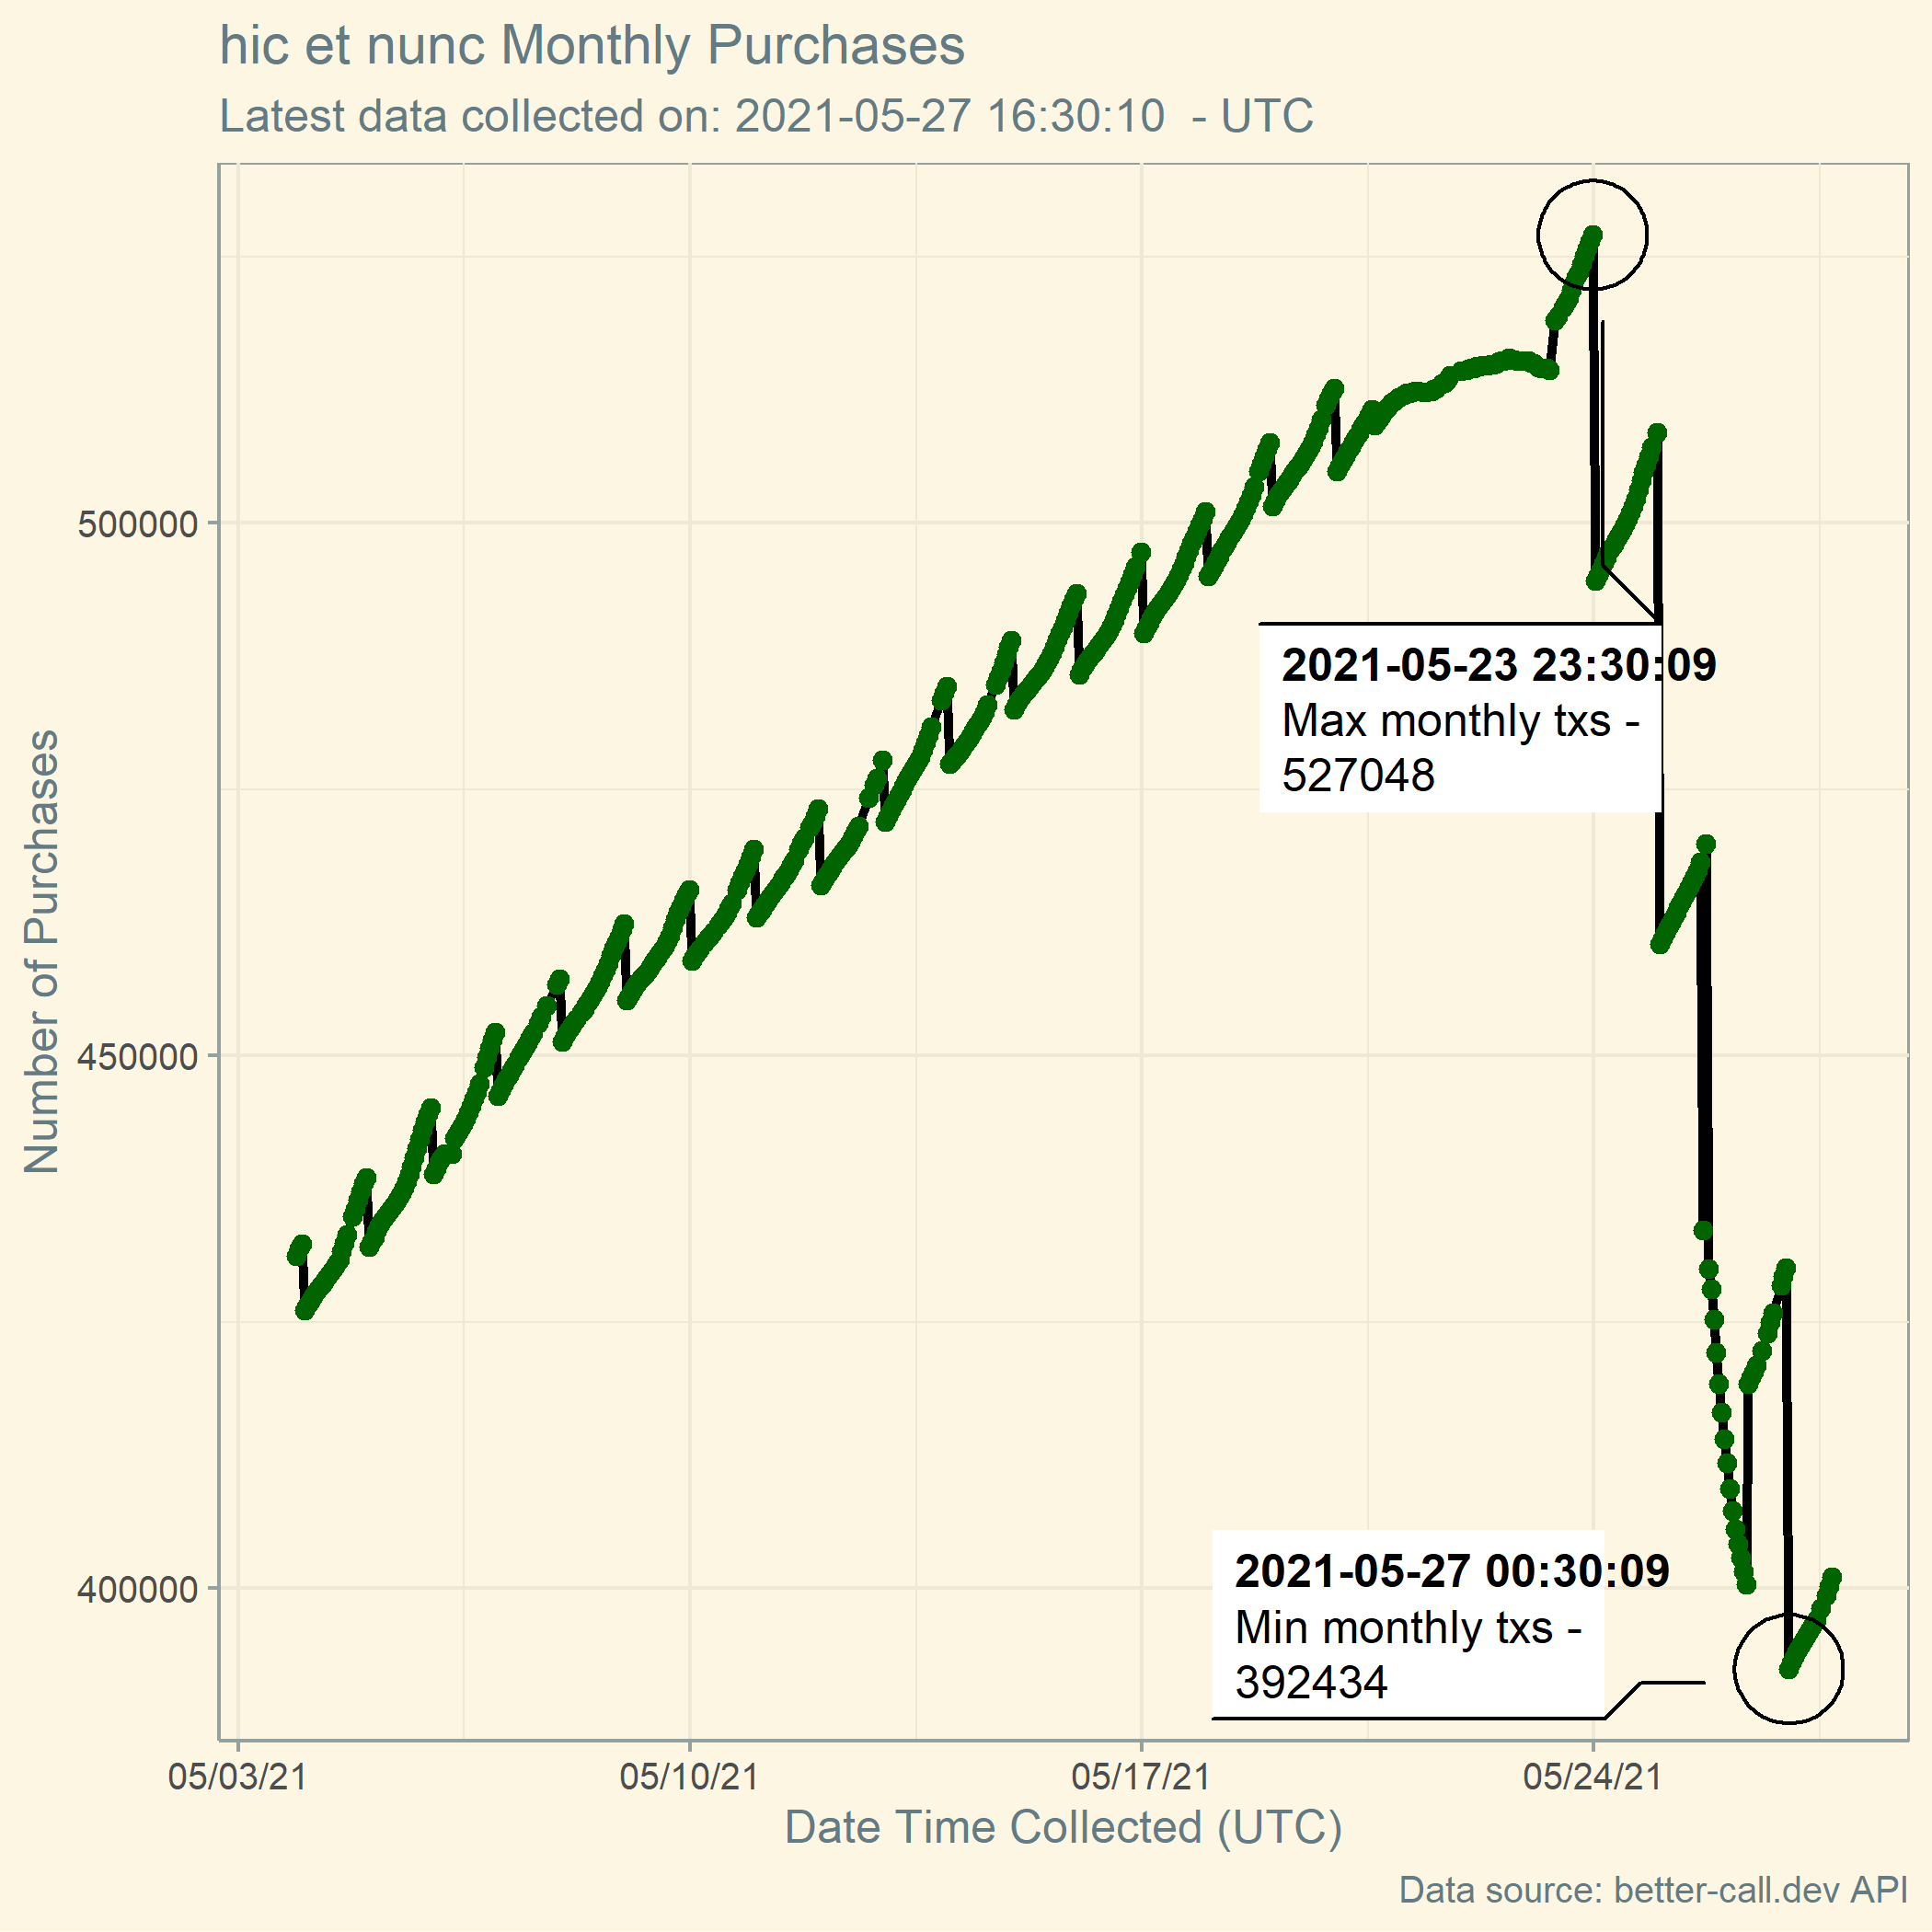 hic et nunc Monthly Purchases
Latest data collected on: 2021-05-27 16:30:10 - UTC
Number of Purchases
500000
450000
400000
2021-05-23 23:30:09
Max monthly txs -
527048
2021-05-27 00:30:09
Min monthly txs -
392434
05/03/21
05/10/21
05/17/21
05/24/21
Date Time Collected (UTC)
Data source: better-call.dev API